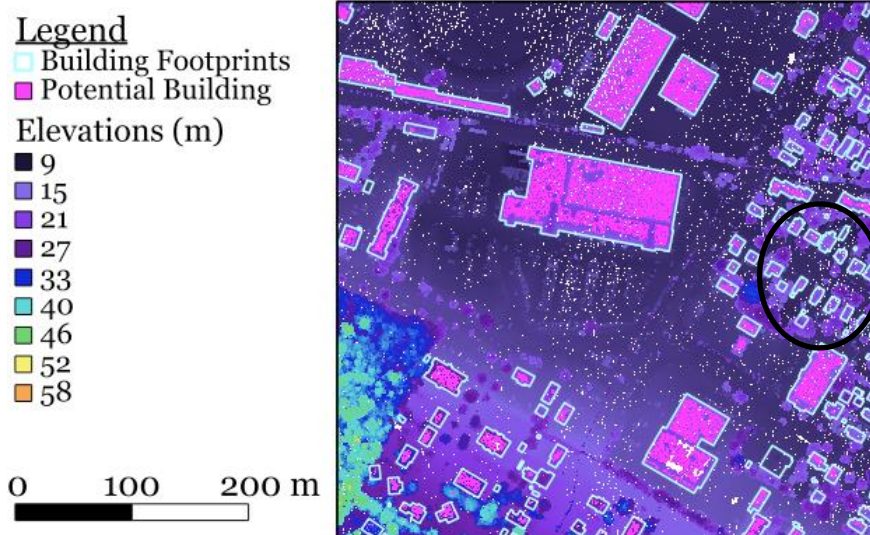 Legend
Building Footprints
Potential Building
Elevations (m)
9
15
21
27
33
40
46
52
58
0 100 200 m